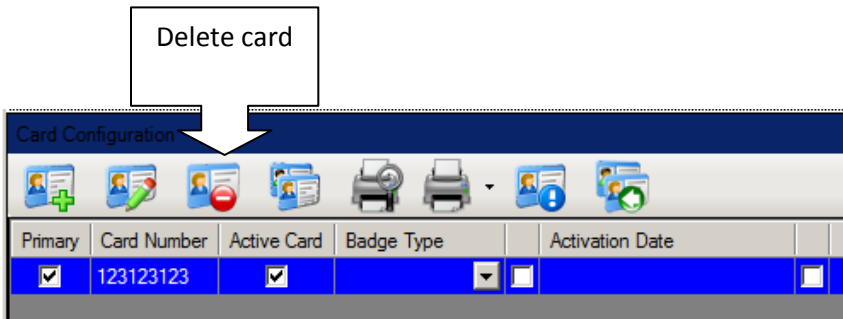 Delete card
Card Configuration
Primary Card Number Active Card Badge Type Activation Date
123123123